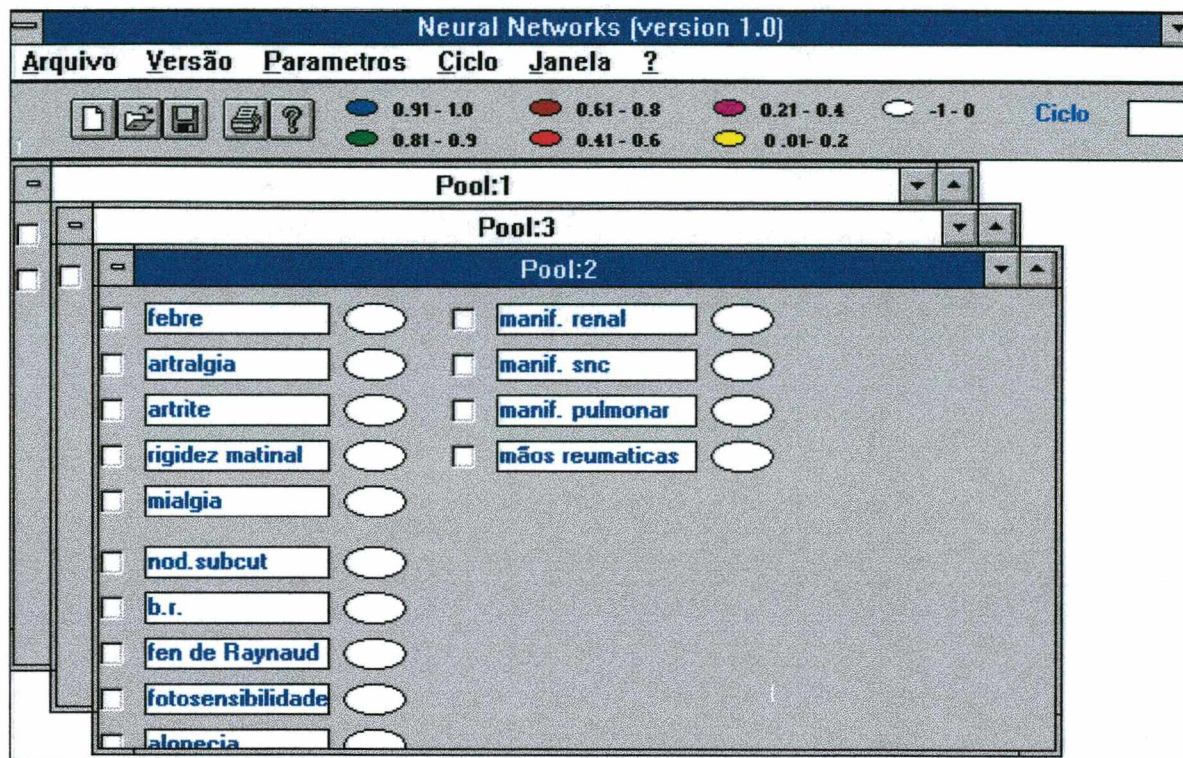 Neural Networks (version 1.0)
Arquivo Versão Parametros Ciclo Janela ?
0.91 - 1.0 0.61 - 0.8 0.21 - 0.4 -1 - 0 Ciclo
0.81 - 0.9 0.41 - 0.6 0 .01- 0.2
Pool:1
Pool:3
Pool:2
febre manif. renal
artralgia manif. snc
artrite manif. pulmonar
rigidez matinal mãos reumaticas
mialgia
nod.subcut
b.r.
fen de Raynaud
fotosensibilidade
alopecia